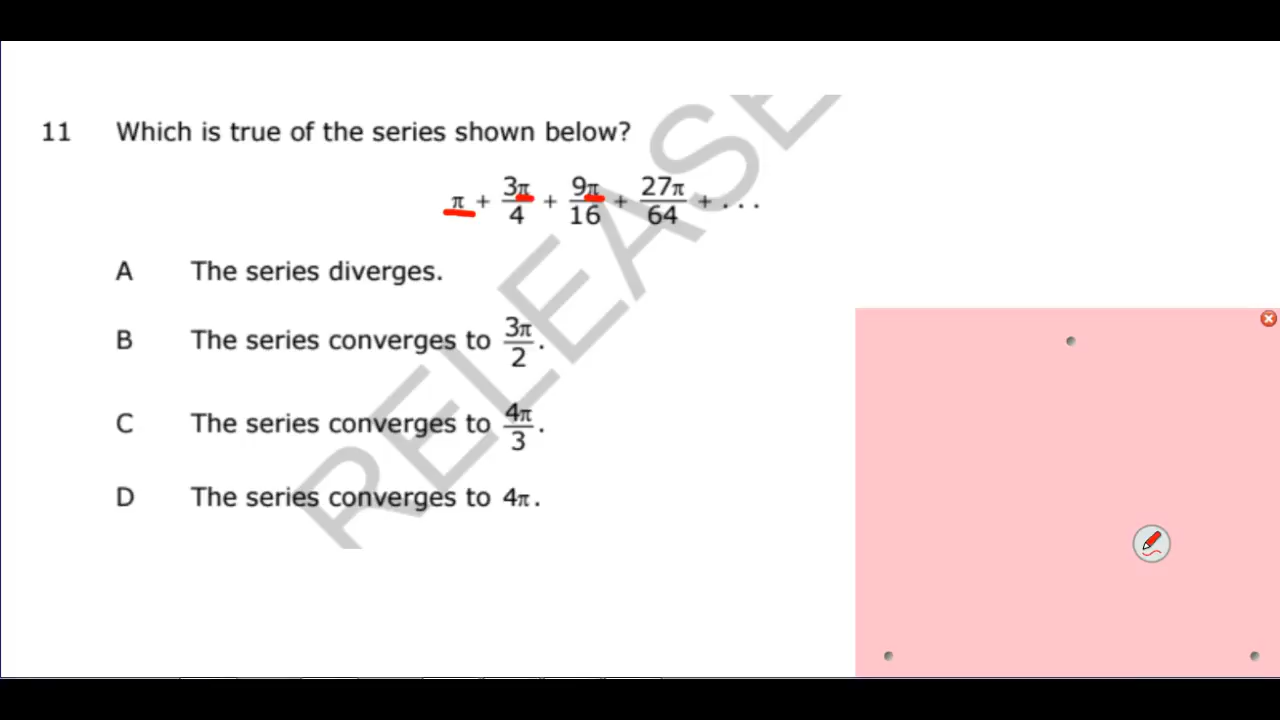 11 Which is true of the series shown below?
π + 3π/4 + 9π/16 + 27π/64 + . . .
A The series diverges.
B The series converges to 3π/2.
C The series converges to 4π/3.
D The series converges to 4π.
RELEASE